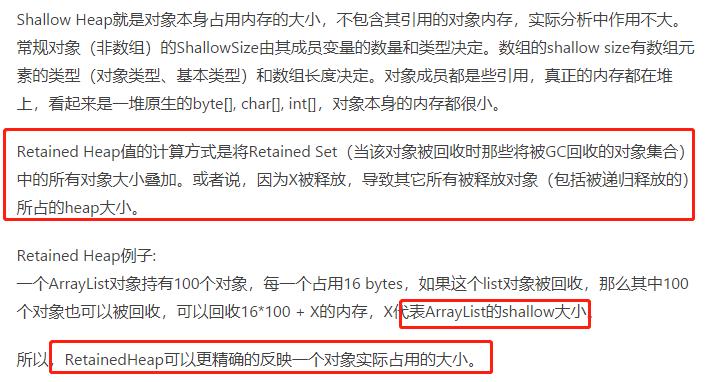 Shallow Heap就是对象本身占用内存的大小，不包含其引用的对象内存，实际分析中作用不大。
常规对象（非数组）的ShallowSize由其成员变量的数量和类型决定。数组的shallow size有数组元
素的类型（对象类型、基本类型）和数组长度决定。对象成员都是些引用，真正的内存都在堆
上，看起来是一堆原生的byte[], char[], int[]，对象本身的内存都很小。
Retained Heap值的计算方式是将Retained Set（当该对象被回收时那些将被GC回收的对象集合）
中的所有对象大小叠加。或者说，因为X被释放，导致其它所有被释放对象（包括被递归释放的）
所占的heap大小。
Retained Heap例子:
一个ArrayList对象持有100个对象，每一个占用16 bytes，如果这个list对象被回收，那么其中100
个对象也可以被回收，可以回收16*100 + X的内存，X代表ArrayList的shallow大小
所以，RetainedHeap可以更精确的反映一个对象实际占用的大小。